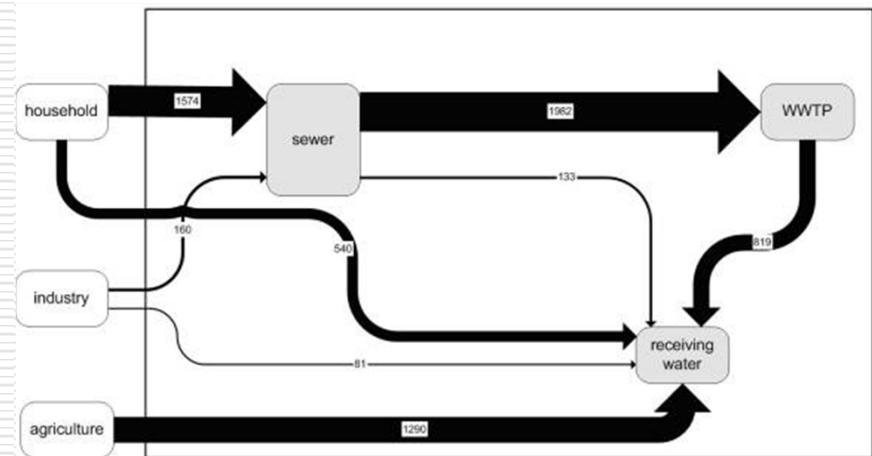 household
1574
sewer
1982
WWTP
133
160
540
819
industry
81
receiving
water
agriculture
1290